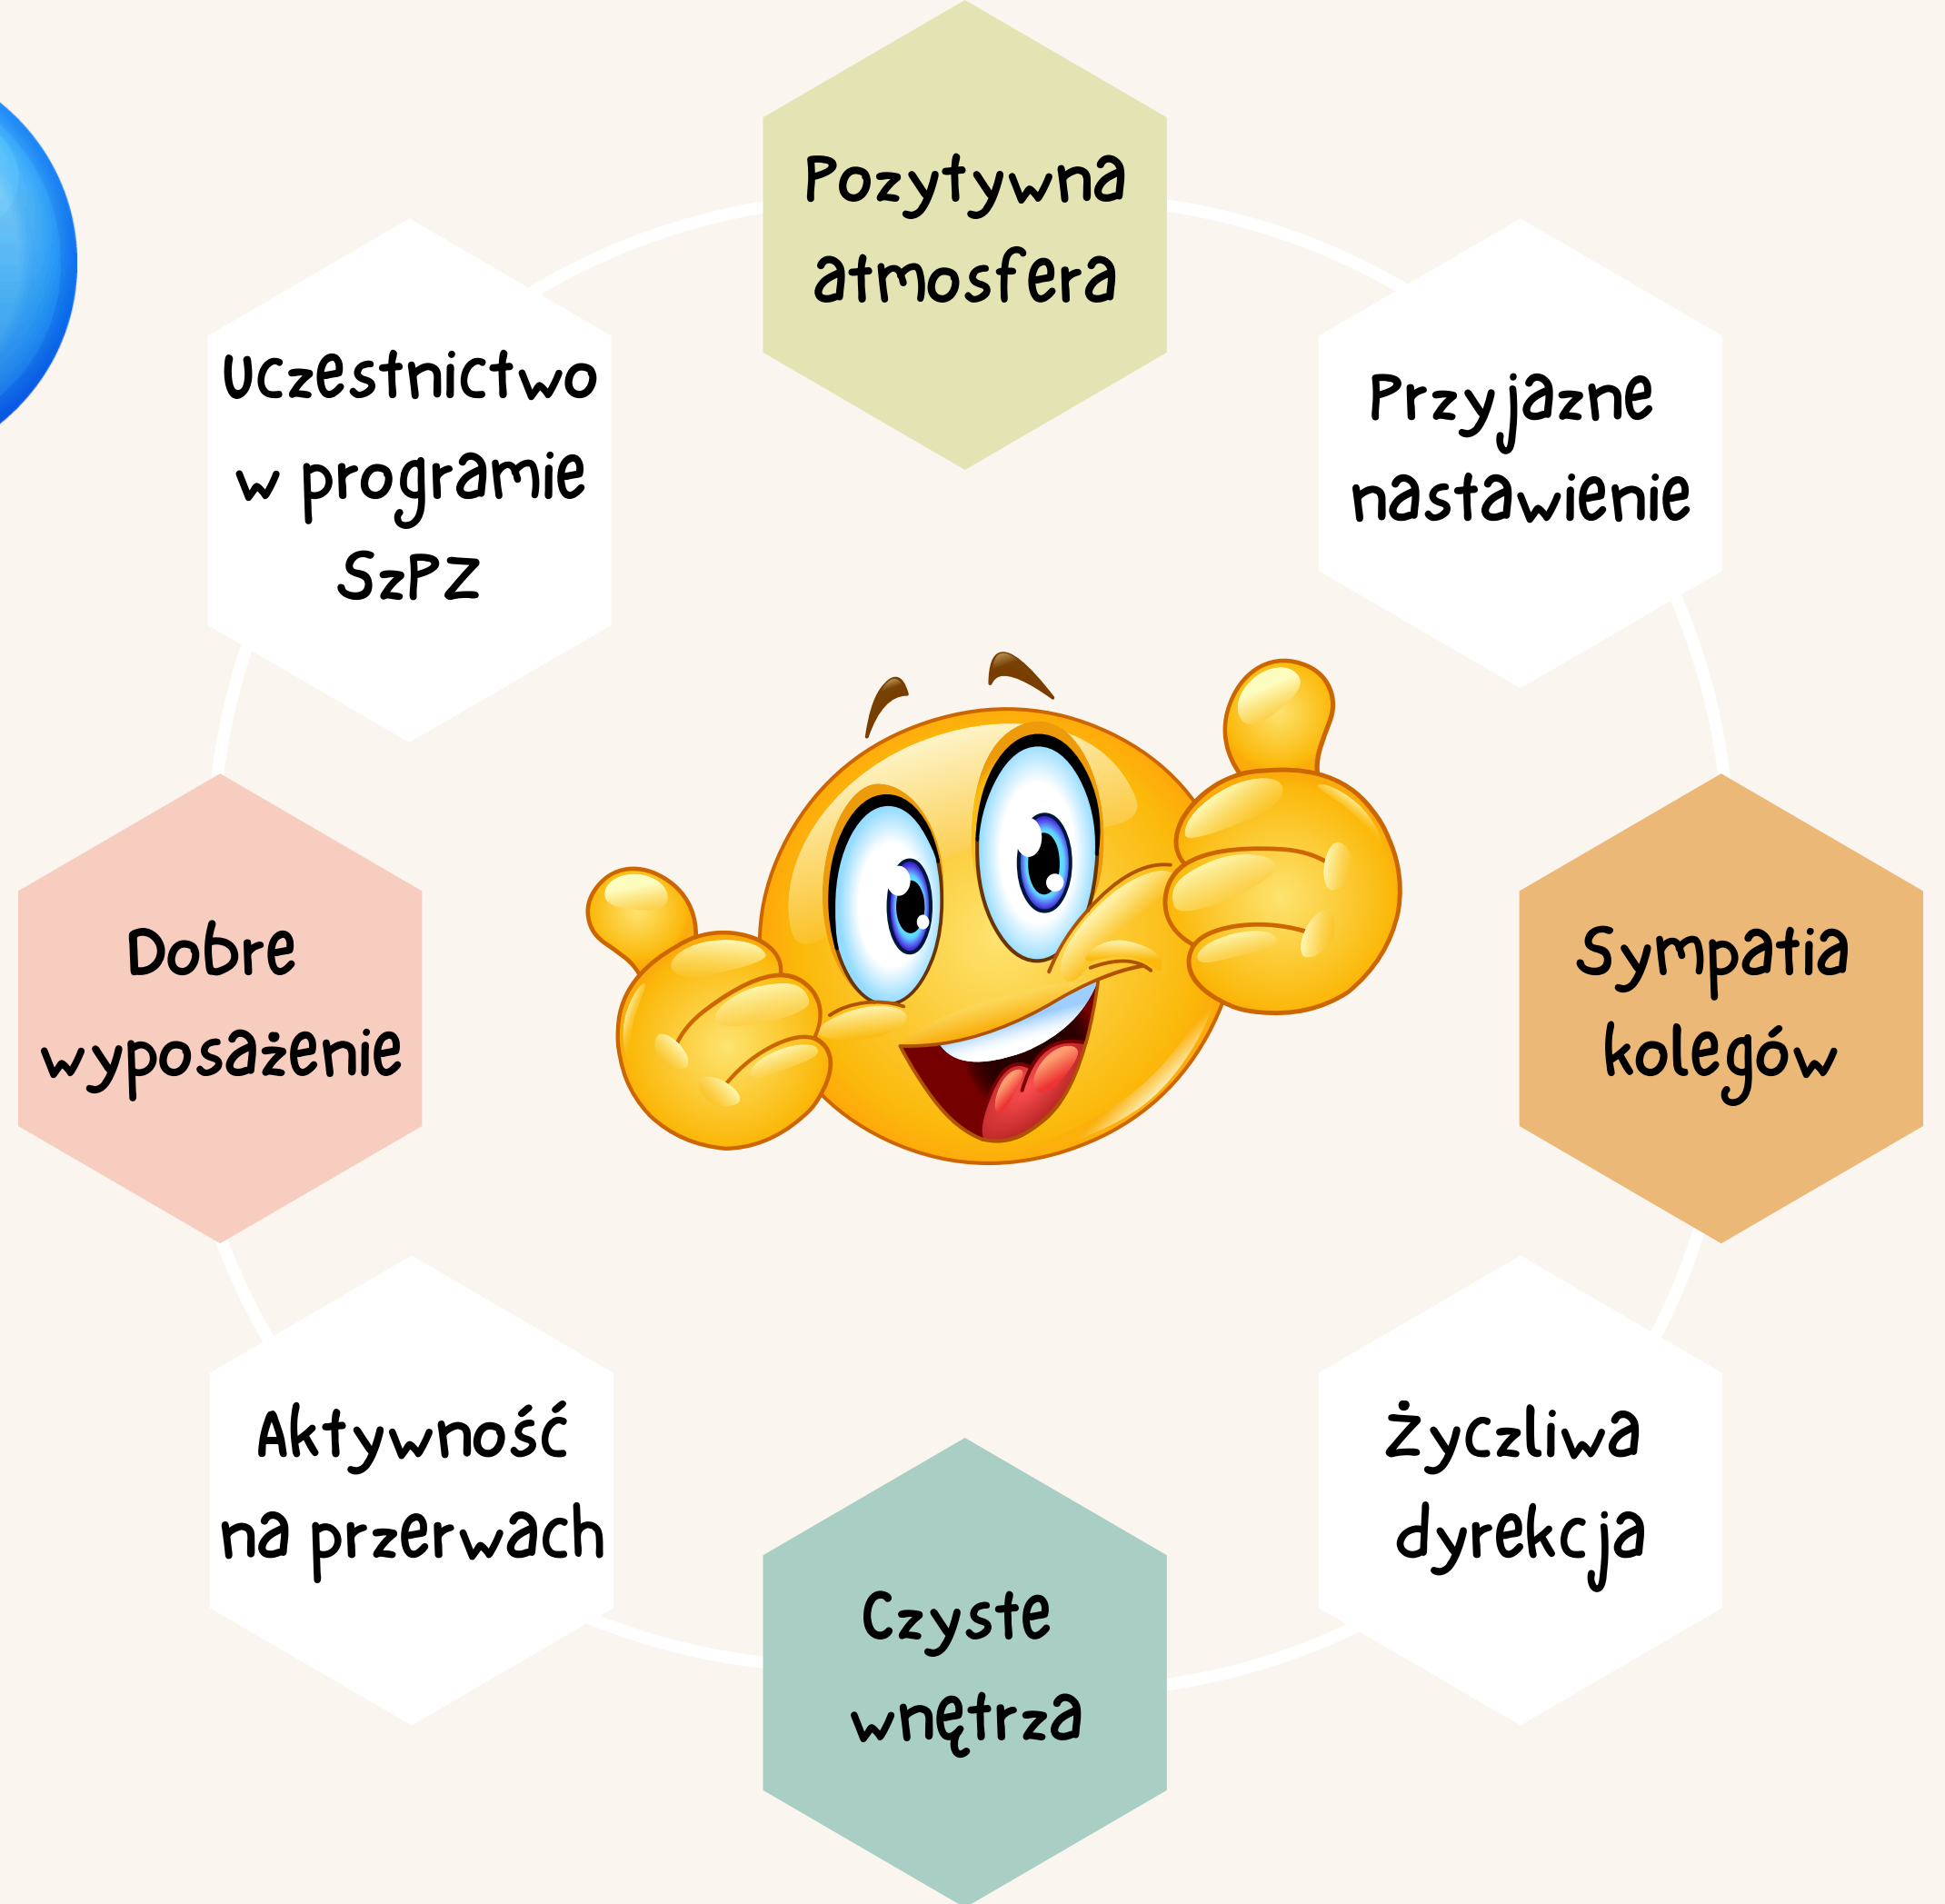 Pozytywna
atmosfera
Przyjazne
nastawienie
Sympatia
kolegów
Życzliwa
dyrekcja
Czyste
wnętrza
Aktywność
na przerwach
Dobre
wyposażenie
Uczestnictwo
w programie
SzPZ